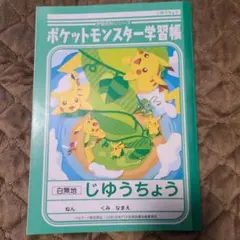 ポケットモンスター学習帳
白無地
じゆうちょう
ねん くみ なまえ